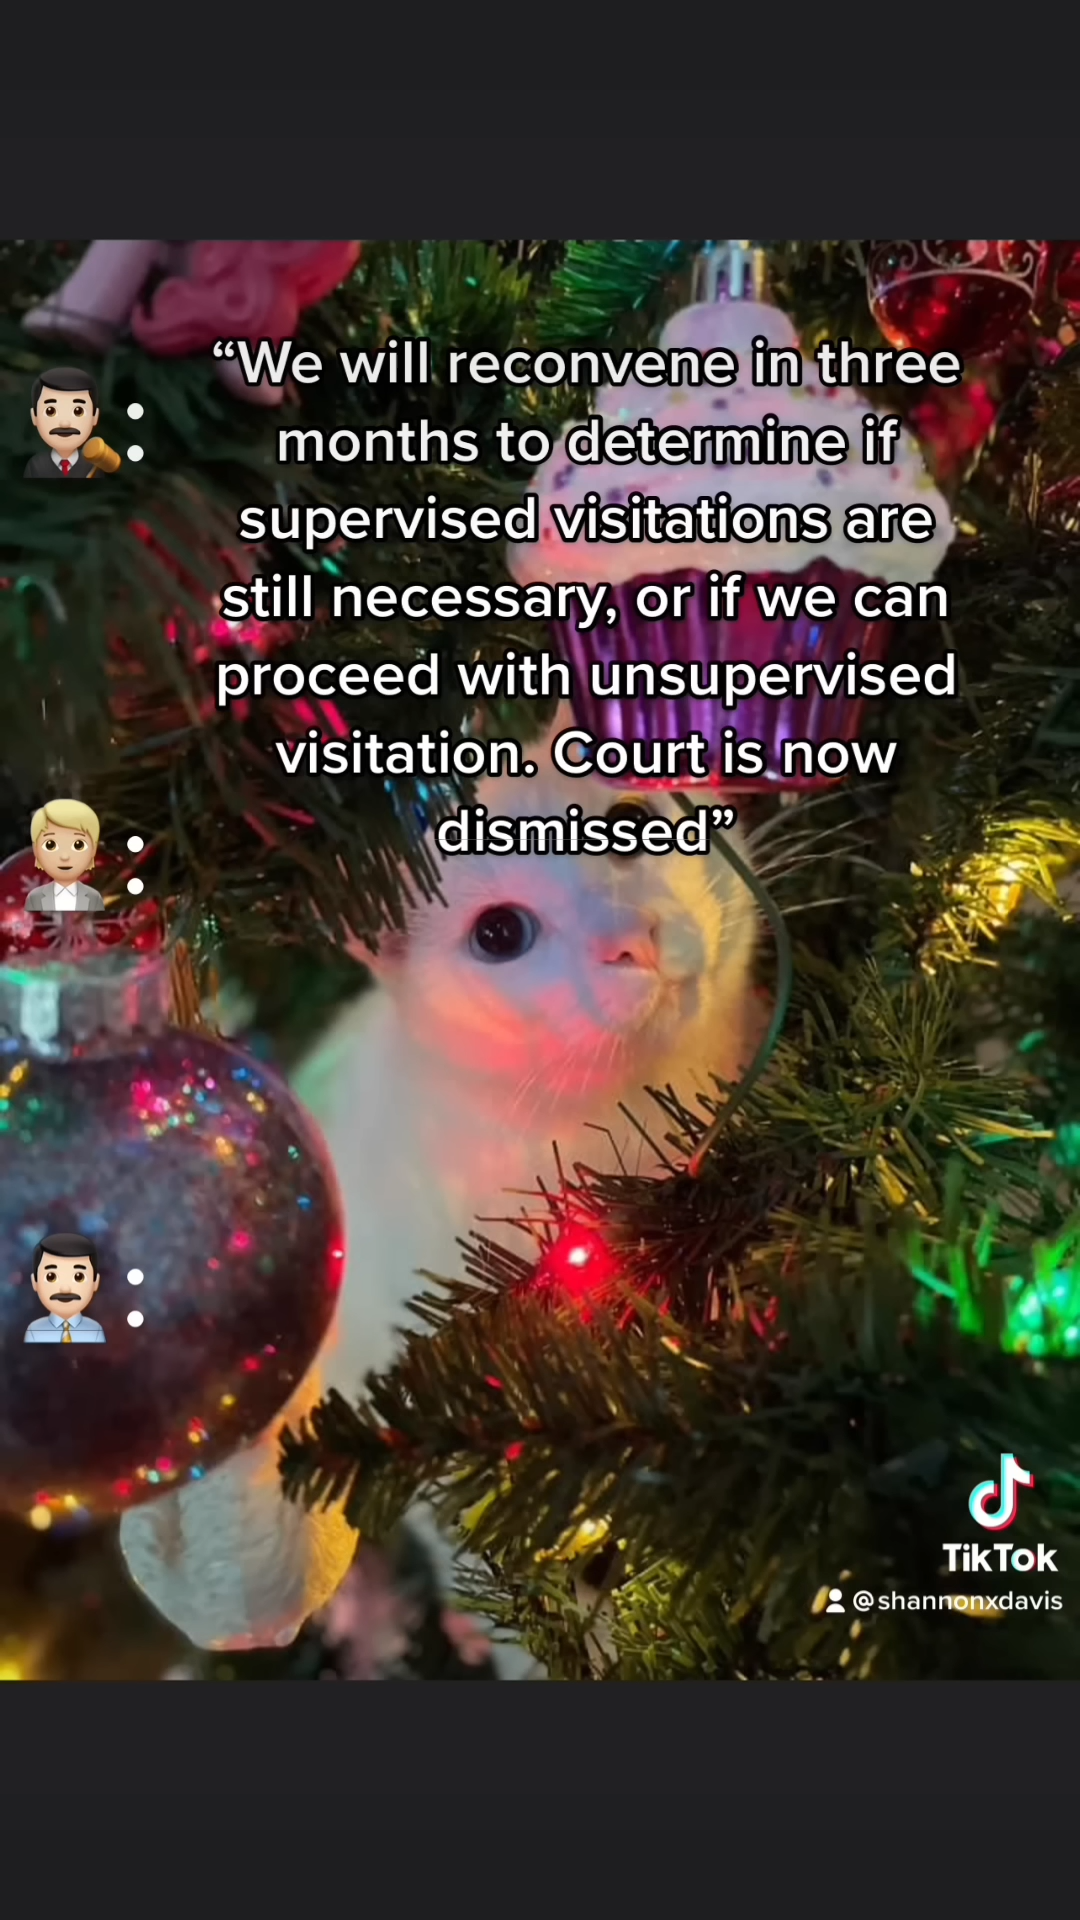 “We will reconvene in three
months to determine if
supervised visitations are
still necessary, or if we can
proceed with unsupervised
visitation. Court is now
dismissed”
:
:
:
TikTok
@shannonxdavis